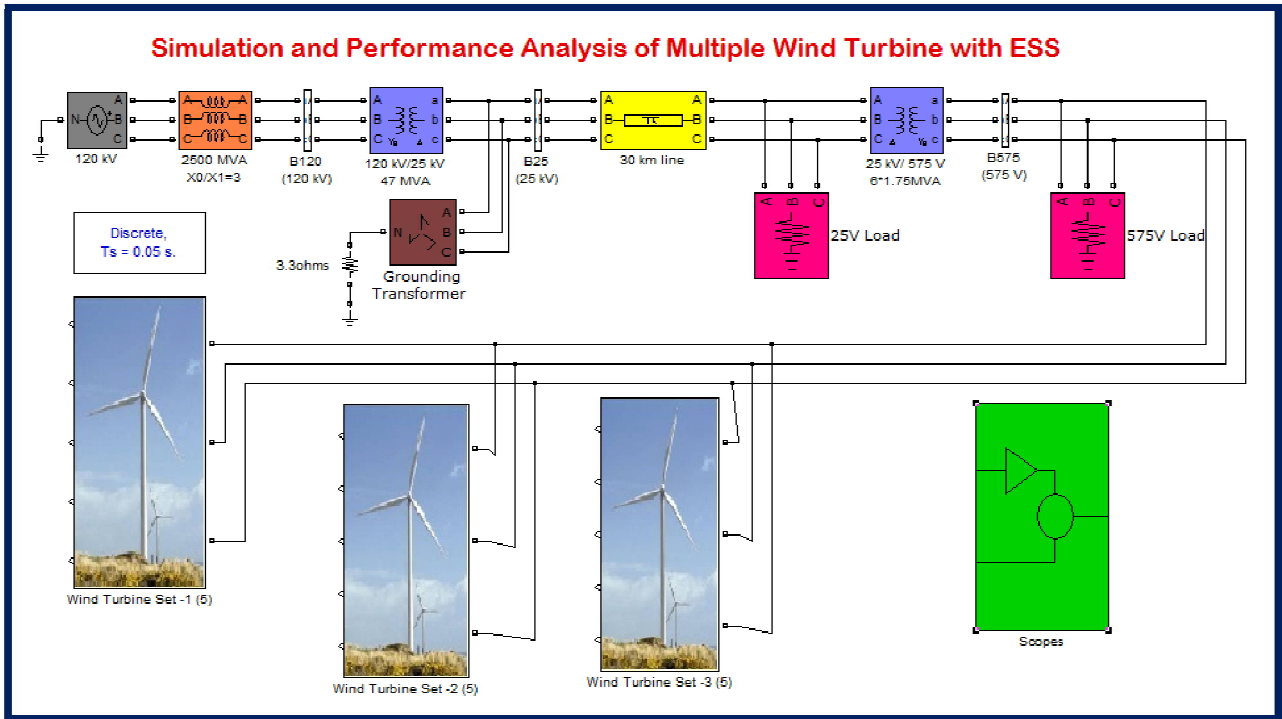 Simulation and Performance Analysis of Multiple Wind Turbine with ESS
N A B C
120 kV
A B C A B C
2500 MVA
X0/X1=3
B120
(120 kV)
A B C a b c
Yg Δ
120 kV/25 kV
47 MVA
B25
(25 kV)
A B C A B C
30 km line
A B C a b c
Δ Yg
25 kV/ 575 V
6*1.75MVA
B575
(575 V)
Discrete,
Ts = 0.05 s.
3.3ohms
N A B C
Grounding
Transformer
A B C
25V Load
A B C
575V Load
Wind Turbine Set -1 (5)
Wind Turbine Set -2 (5)
Wind Turbine Set -3 (5)
Scopes